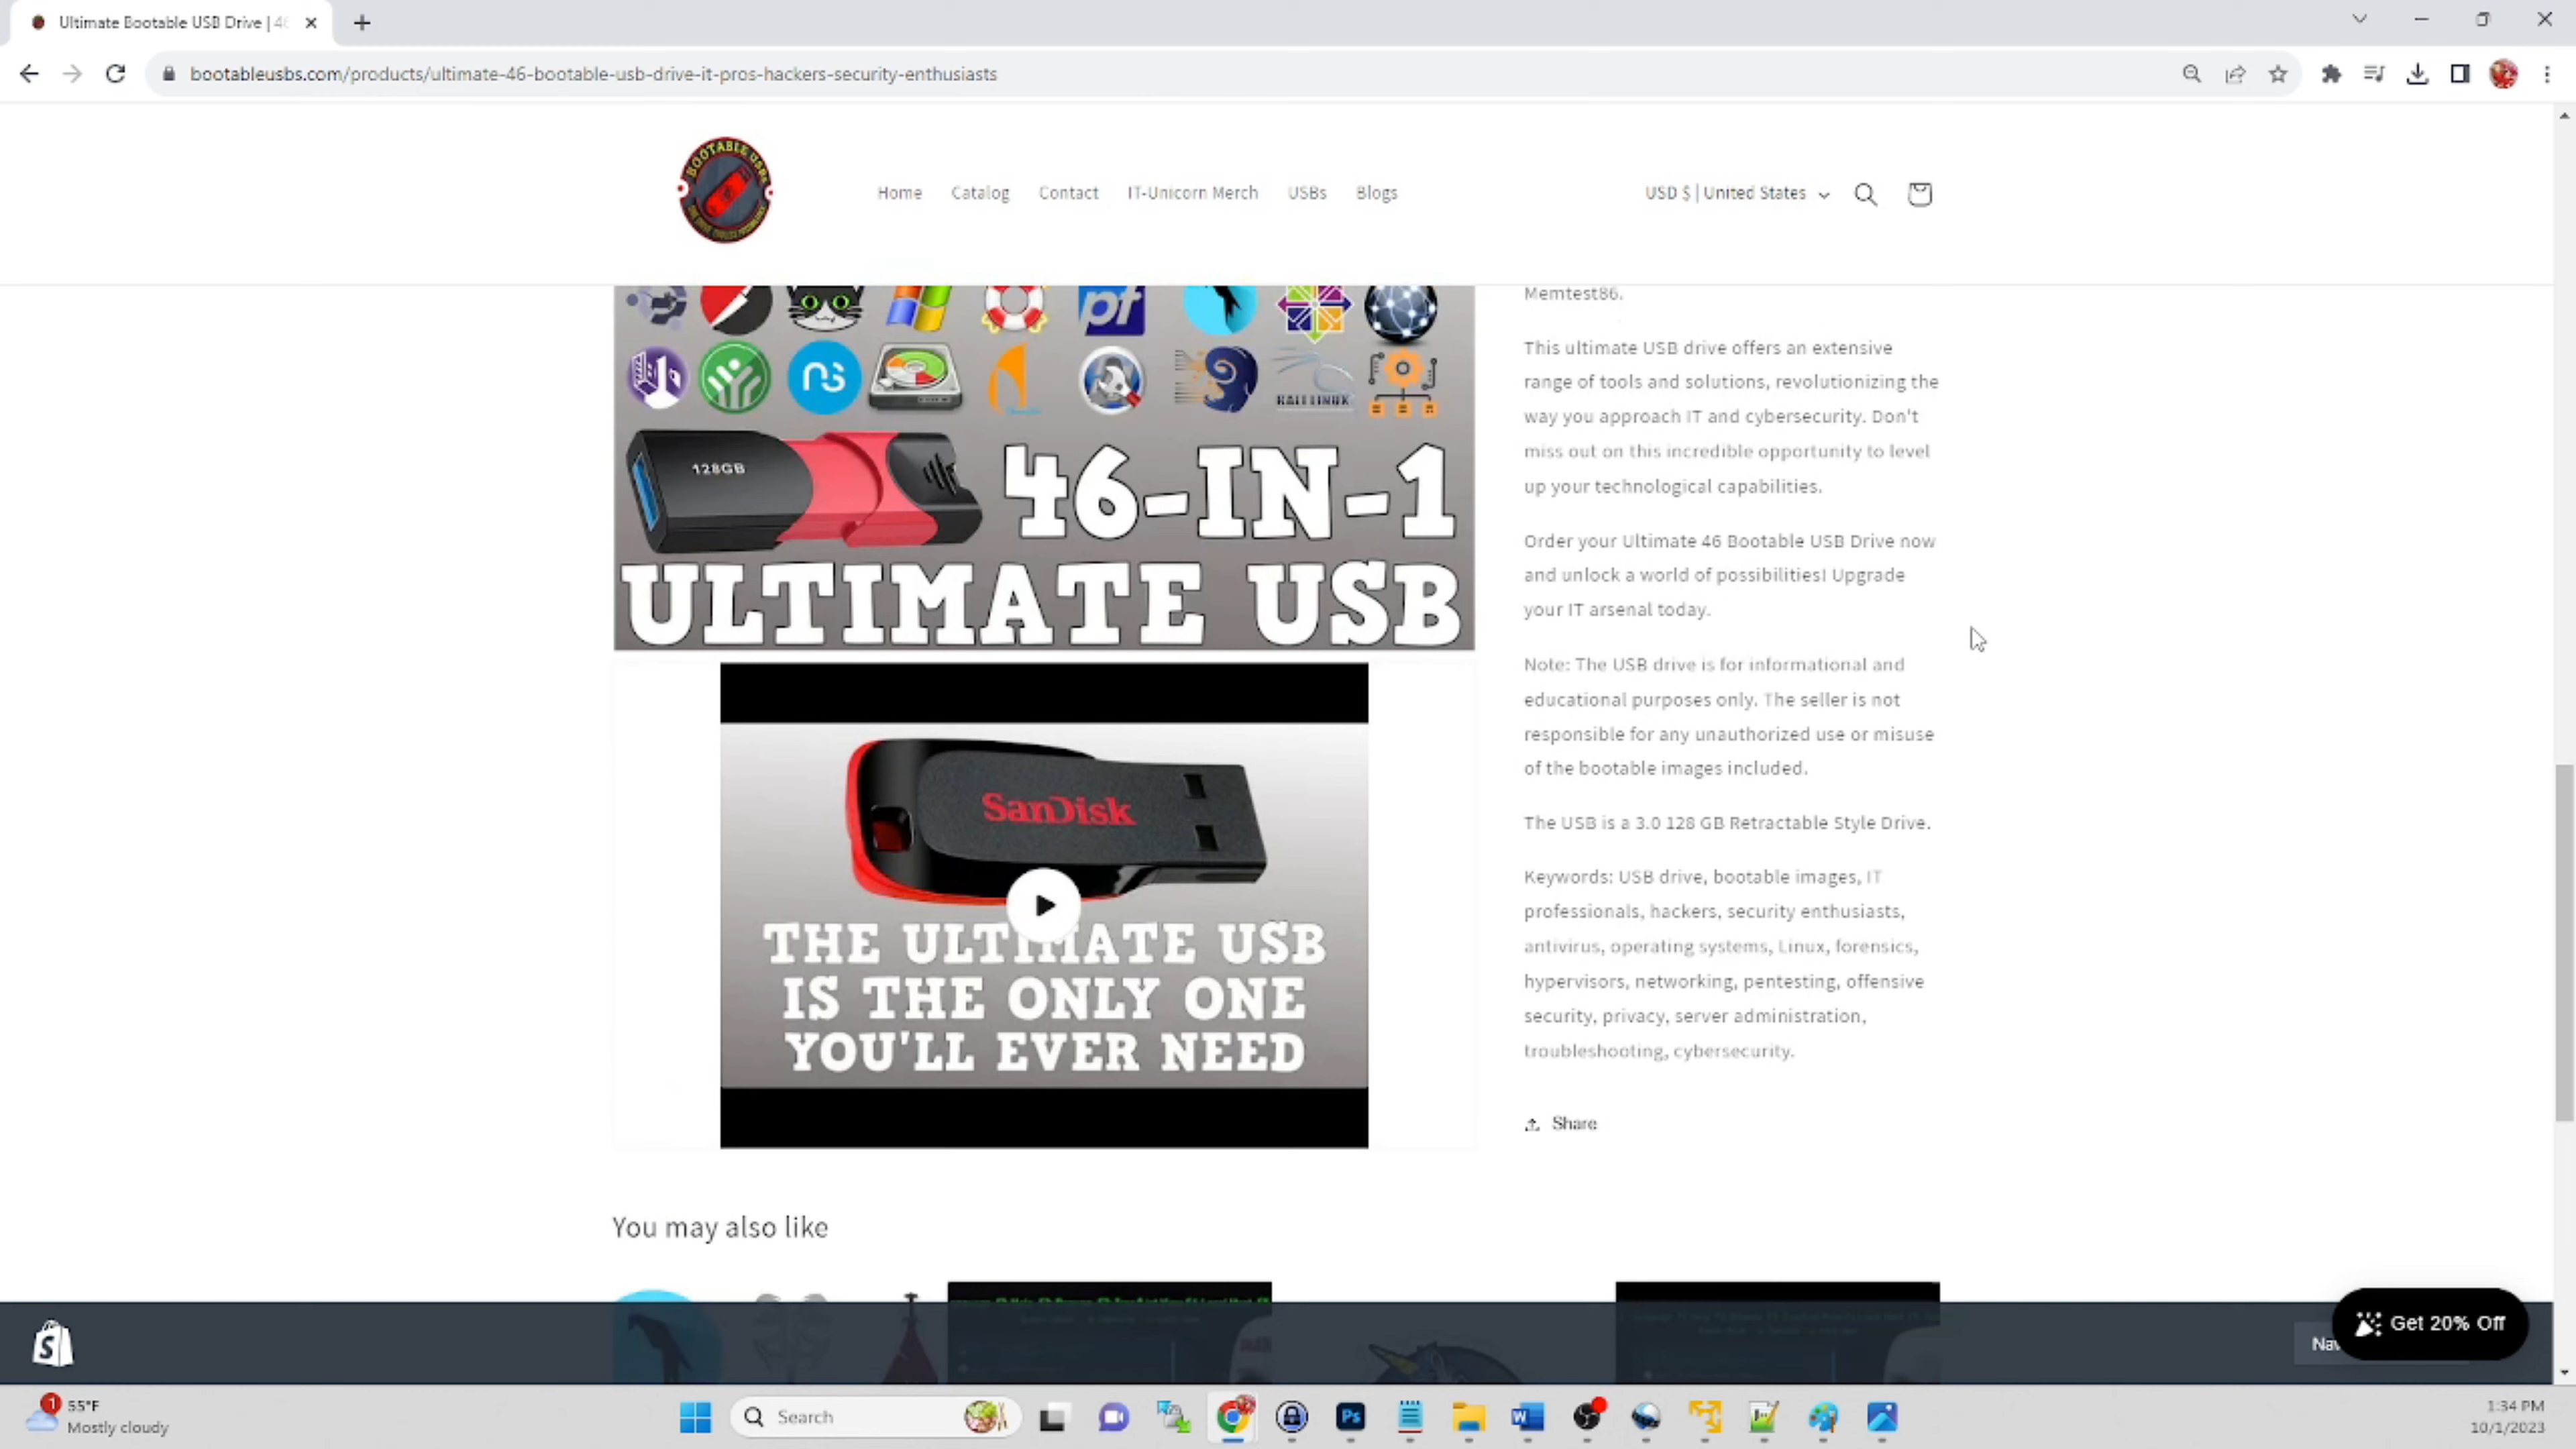 Ultimate Bootable USB Drive | 46
bootableusbs.com/products/ultimate-46-bootable-usb-drive-it-pros-hackers-security-enthusiasts
BOOTABLE USBs
Home Catalog Contact IT-Unicorn Merch USBs Blogs
USD $ | United States
pf
ns
KALI LINUX
128GB
46-IN-1
ULTIMATE USB
SanDisk
THE ULTIMATE USB
IS THE ONLY ONE
YOU'LL EVER NEED
Memtest86.
This ultimate USB drive offers an extensive
range of tools and solutions, revolutionizing the
way you approach IT and cybersecurity. Don't
miss out on this incredible opportunity to level
up your technological capabilities.
Order your Ultimate 46 Bootable USB Drive now
and unlock a world of possibilities! Upgrade
your IT arsenal today.
Note: The USB drive is for informational and
educational purposes only. The seller is not
responsible for any unauthorized use or misuse
of the bootable images included.
The USB is a 3.0 128 GB Retractable Style Drive.
Keywords: USB drive, bootable images, IT
professionals, hackers, security enthusiasts,
antivirus, operating systems, Linux, forensics,
hypervisors, networking, pentesting, offensive
security, privacy, server administration,
troubleshooting, cybersecurity.
Share
You may also like
Get 20% Off
1
55°F
Mostly cloudy
Search
Ps
1:34 PM
10/1/2023